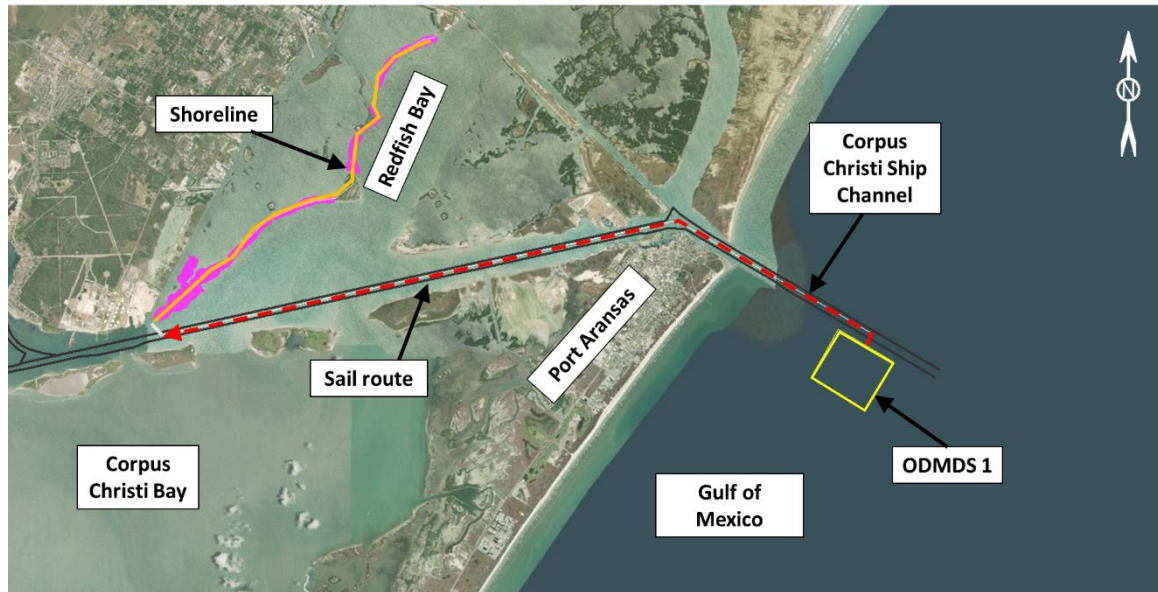 Shoreline
Redfish Bay
Corpus
Christi Ship
Channel
N
Port Aransas
Sail route
ODMDS 1
Corpus
Christi Bay
Gulf of
Mexico